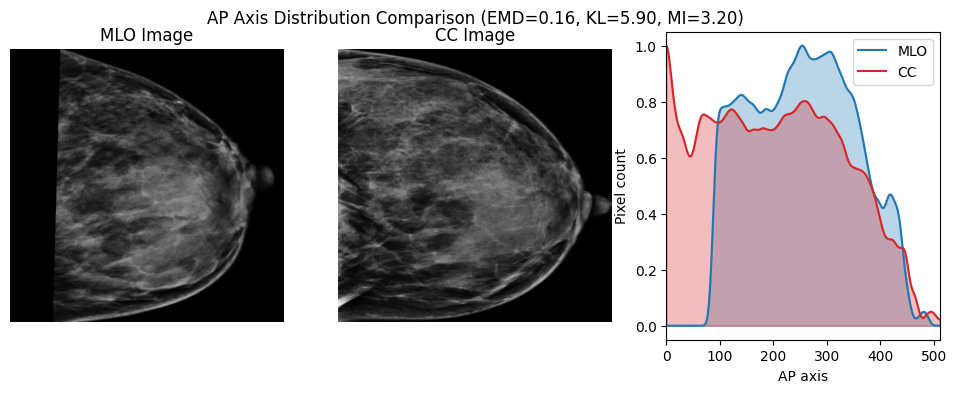 AP Axis Distribution Comparison (EMD=0.16, KL=5.90, MI=3.20)
MLO Image
CC Image
MLO
CC
Pixel count
1.0
0.8
0.6
0.4
0.2
0.0
0 100 200 300 400 500
AP axis